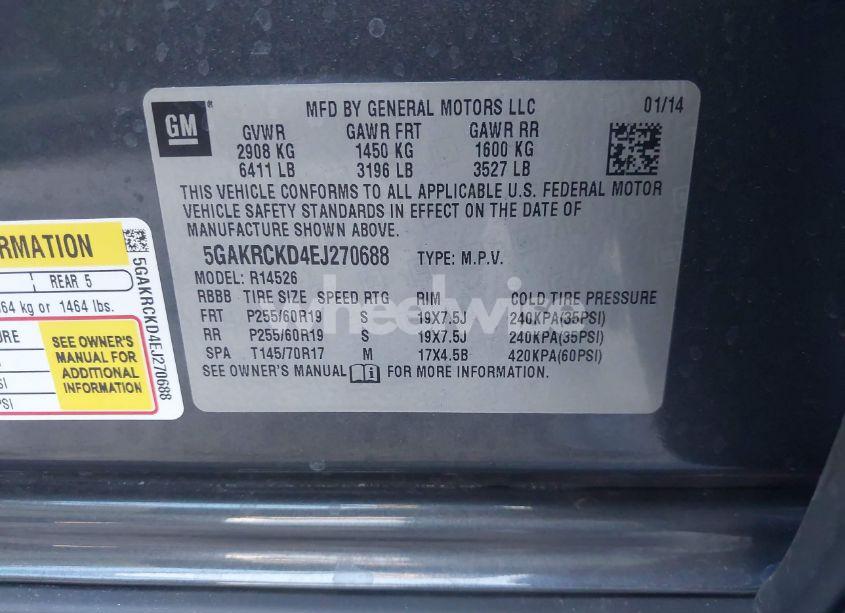 GM
MFD BY GENERAL MOTORS LLC 01/14
GVWR GAWR FRT GAWR RR
2908 KG 1450 KG 1600 KG
6411 LB 3196 LB 3527 LB
THIS VEHICLE CONFORMS TO ALL APPLICABLE U.S. FEDERAL MOTOR
VEHICLE SAFETY STANDARDS IN EFFECT ON THE DATE OF
MANUFACTURE SHOWN ABOVE.
5GAKRCKD4EJ270688 TYPE: M.P.V.
MODEL: R14526
RBBB TIRE SIZE SPEED RTG RIM COLD TIRE PRESSURE
FRT P255/60R19 S 19X7.5J 240KPA(35PSI)
RR P255/60R19 S 19X7.5J 240KPA(35PSI)
SPA T145/70R17 M 17X4.5B 420KPA(60PSI)
SEE OWNER'S MANUAL FOR MORE INFORMATION.
RMATION
REAR 5
64 kg or 1464 lbs.
URE
SEE OWNER'S
MANUAL FOR
ADDITIONAL
INFORMATION
SI
PSI
5GAKRCKD4EJ270688
wheelwise